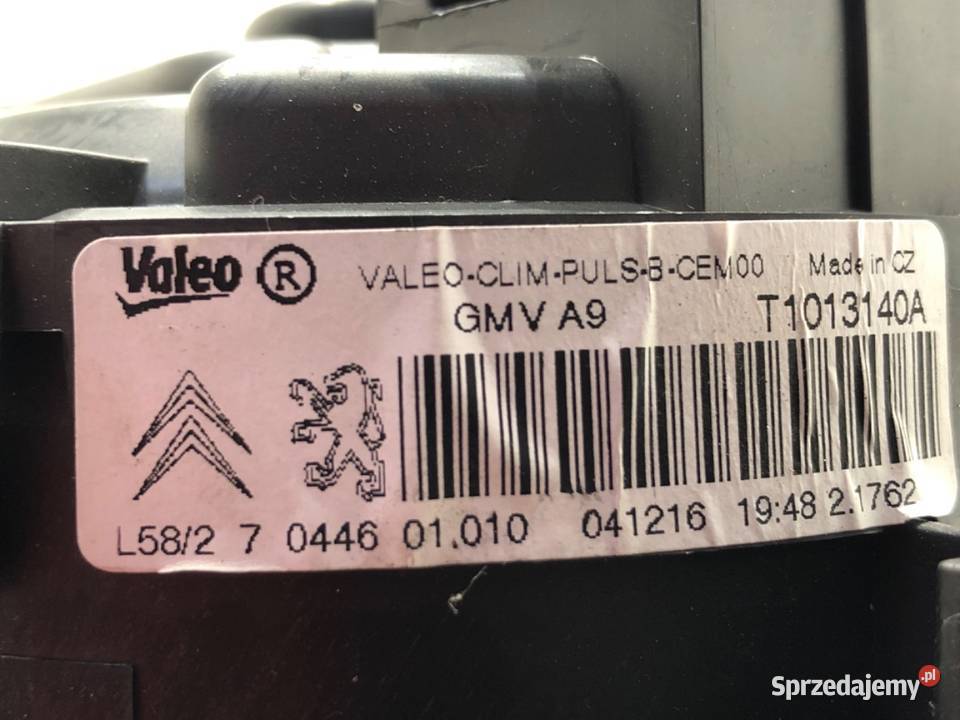 Valeo ® VALEO-CLIM-PULS-B-CEM00 Made in CZ
GMV A9 T1013140A
L58/2 7 0446 01.010 041216 19:48 2.1762
Sprzedajemy.pl